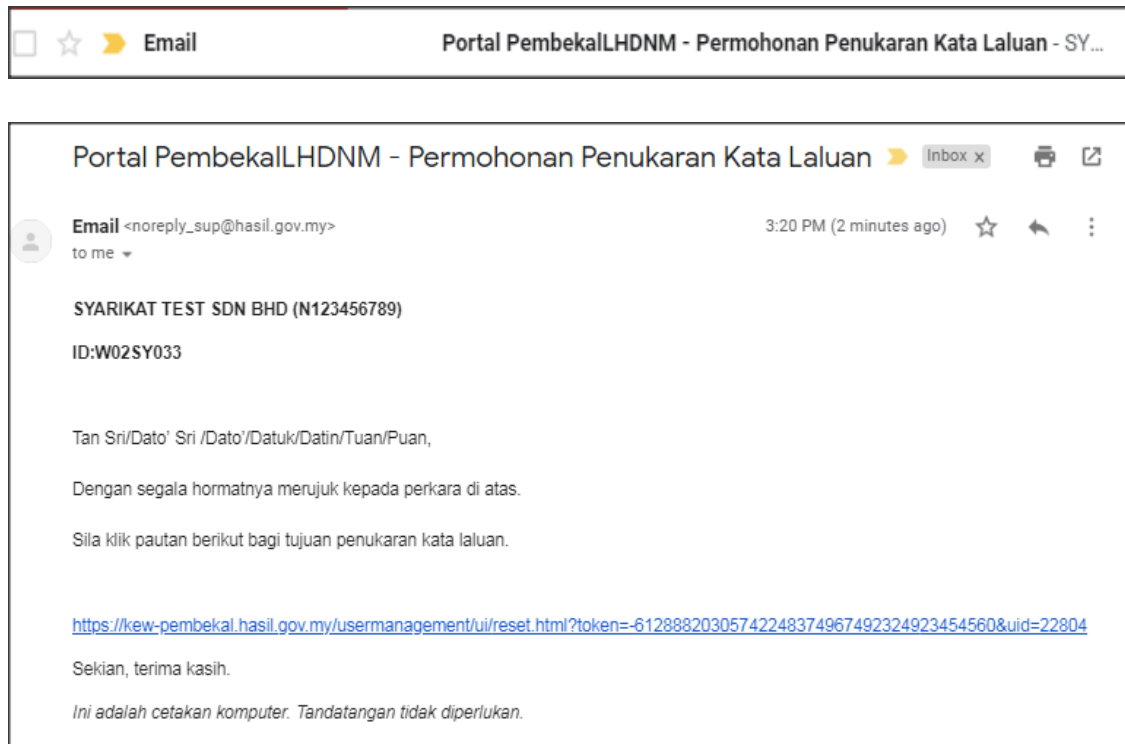 Email Portal PembekalLHDNM - Permohonan Penukaran Kata Laluan - SY...
Portal PembekalLHDNM - Permohonan Penukaran Kata Laluan Inbox x
Email <noreply_sup@hasil.gov.my> 3:20 PM (2 minutes ago)
to me
SYARIKAT TEST SDN BHD (N123456789)
ID:W02SY033
Tan Sri/Dato' Sri /Dato'/Datuk/Datin/Tuan/Puan,
Dengan segala hormatnya merujuk kepada perkara di atas.
Sila klik pautan berikut bagi tujuan penukaran kata laluan.
https://kew-pembekal.hasil.gov.my/usermanagement/ui/reset.html?token=-6128882030574224837496749232492345456​0&uid=22804
Sekian, terima kasih.
Ini adalah cetakan komputer. Tandatangan tidak diperlukan.